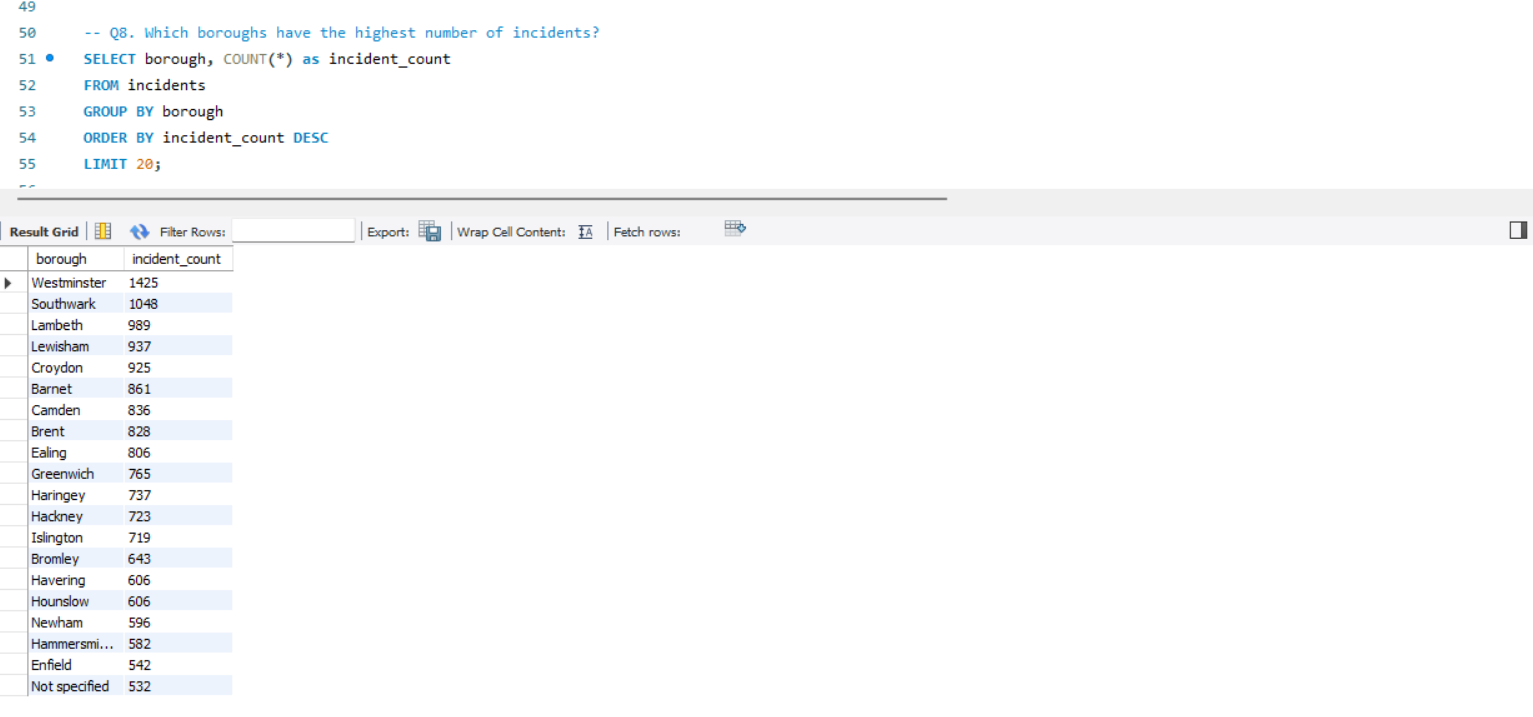 49
50 -- Q8. Which boroughs have the highest number of incidents?
51 SELECT borough, COUNT(*) as incident_count
52 FROM incidents
53 GROUP BY borough
54 ORDER BY incident_count DESC
55 LIMIT 20;
Result Grid Filter Rows: Export: Wrap Cell Content: IA Fetch rows:
borough incident_count
Westminster 1425
Southwark 1048
Lambeth 989
Lewisham 937
Croydon 925
Barnet 861
Camden 836
Brent 828
Ealing 806
Greenwich 765
Haringey 737
Hackney 723
Islington 719
Bromley 643
Havering 606
Hounslow 606
Newham 596
Hammersmi... 582
Enfield 542
Not specified 532